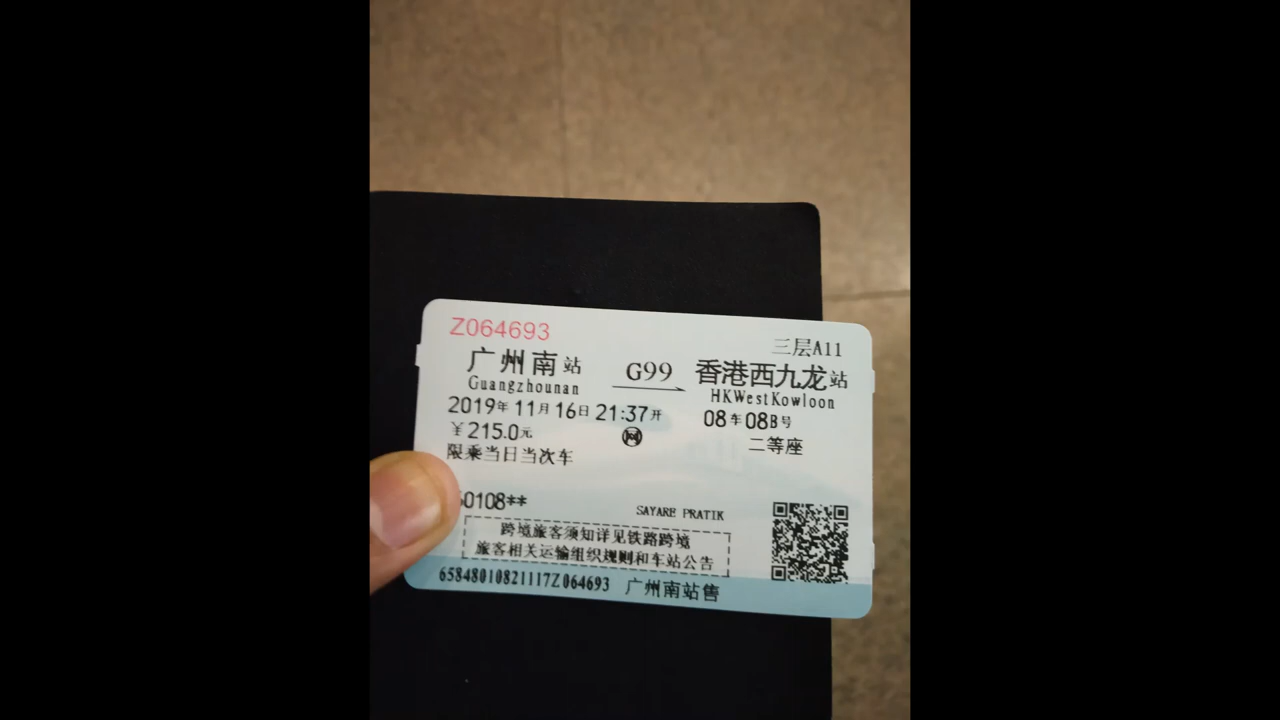 Z064693
三层A11
广州南站 G99 香港西九龙站
Guangzhounan HKWestKowloon
2019年11月16日21:37开 08车08B号
￥215.0元 二等座
限乘当日当次车
0108** SAYARE PRATIK
跨境旅客须知详见铁路跨境
旅客相关运输组织规则和车站公告
65848010821117Z064693 广州南站售